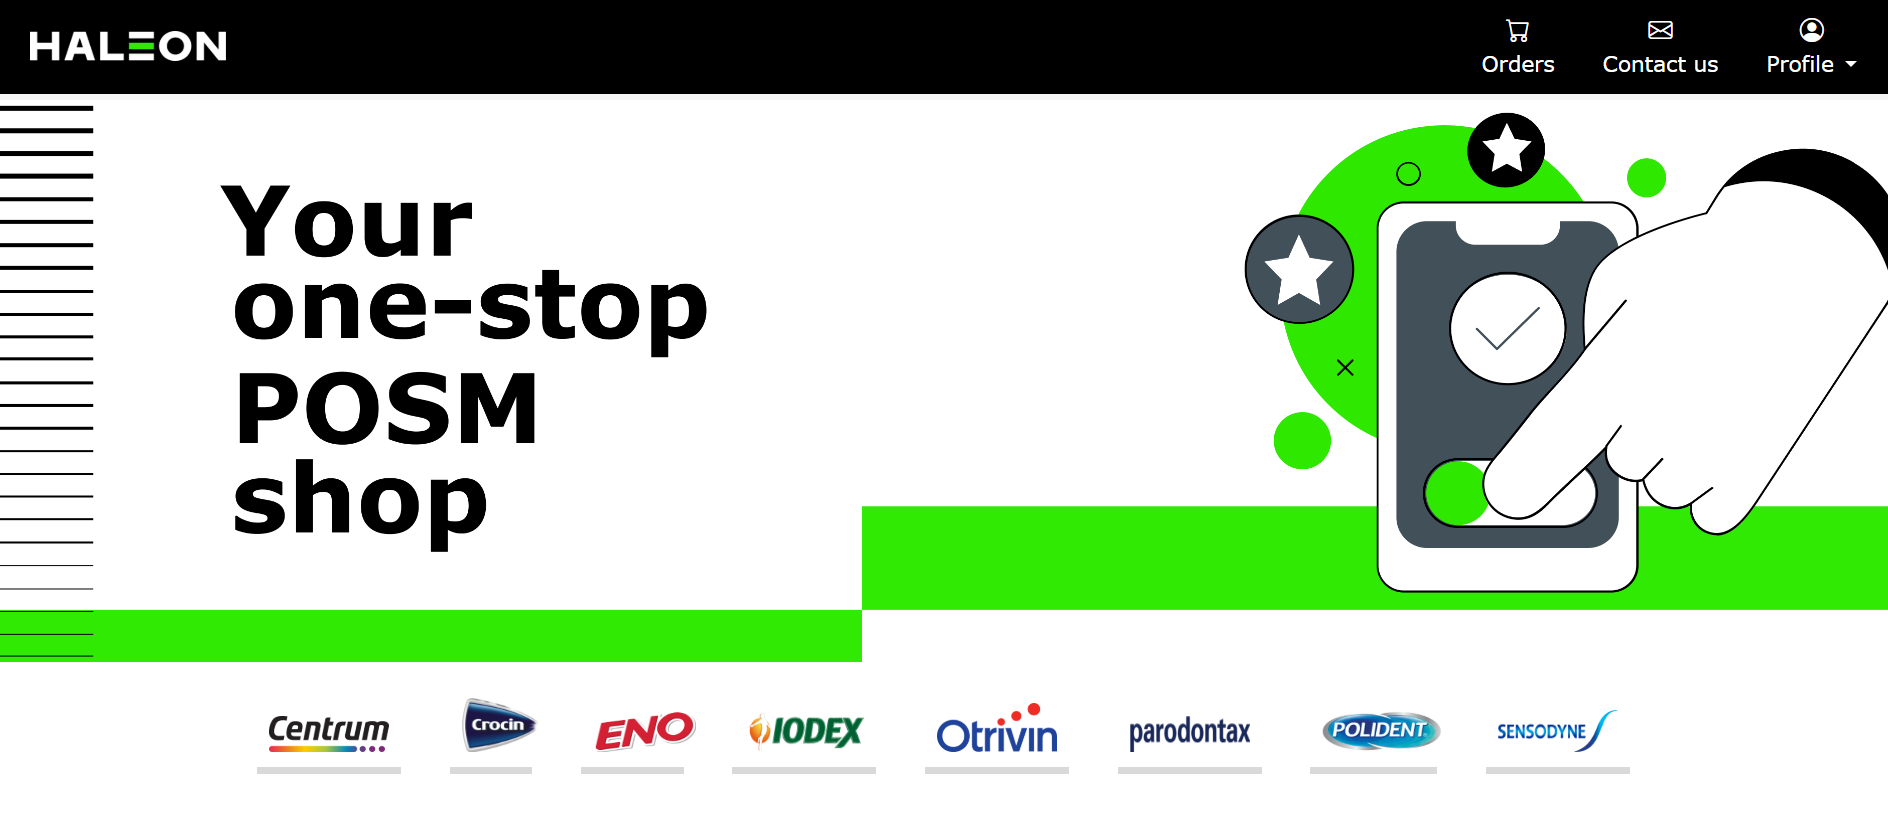 HALEON
Orders
Contact us
Profile
Your
one-stop
POSM
shop
Centrum
Crocin
ENO
IODEX
Otrivin
parodontax
POLIDENT
SENSODYNE